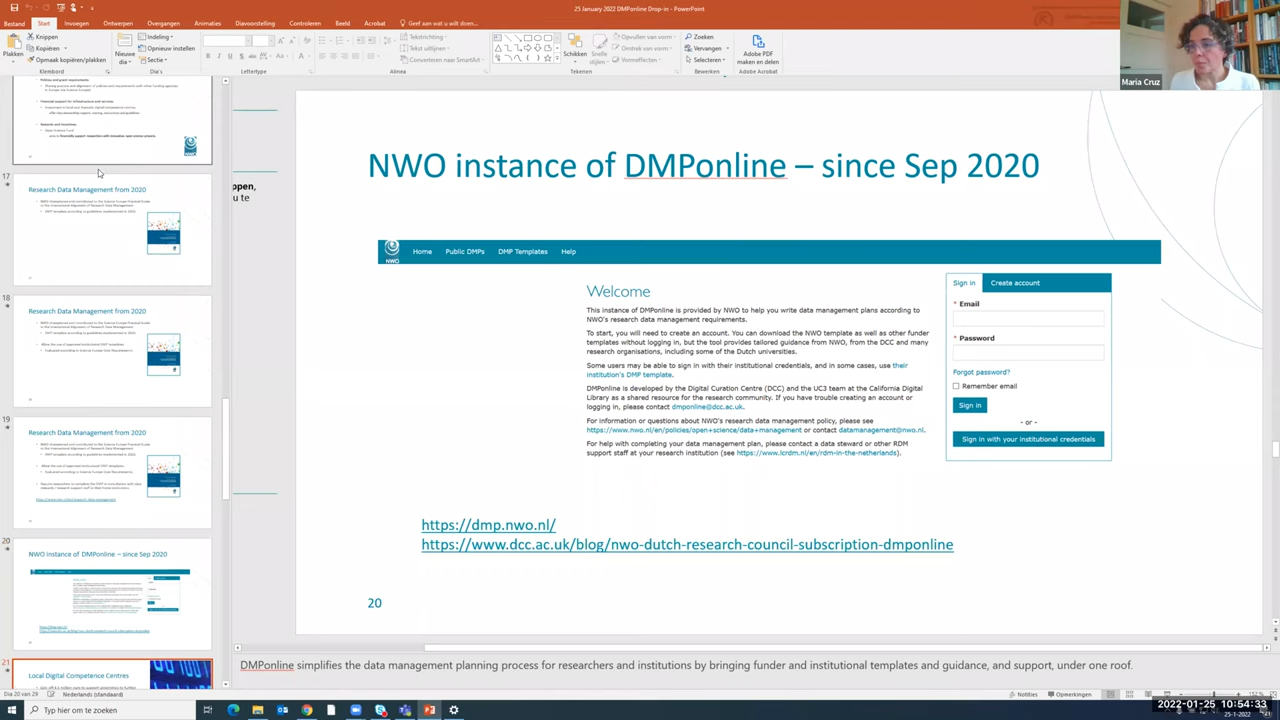 25 January 2022 DMPonline Drop-in - PowerPoint
Bestand Start Invoegen Ontwerpen Overgangen Animaties Diavoorstelling Controleren Beeld Acrobat Geef aan wat u wilt doen...
Plakken
Knippen
Kopiëren
Opmaak kopiëren/plakken
Klembord
Nieuwe dia
Indeling
Opnieuw instellen
Sectie
Dia's
Lettertype
Tekstrichting
Tekst uitlijnen
Converteren naar SmartArt
Alinea
Schikken
Snelle stijlen
Opvullen van vorm
Omtrek van vorm
Vormeffecten
Tekenen
Zoeken
Vervangen
Selecteren
Bewerken
Adobe PDF maken en delen
Adobe Acrobat
Maria Cruz
17
Research Data Management from 2020
18
Research Data Management from 2020
19
Research Data Management from 2020
20
NWO instance of DMPonline – since Sep 2020
21
Local Digital Competence Centres
ppen,
u te
NWO instance of DMPonline – since Sep 2020
NWO
Home Public DMPs DMP Templates Help
Welcome
This instance of DMPonline is provided by NWO to help you write data management plans according to
NWO's research data management requirements.
To start, you will need to create an account. You can download the NWO template as well as other funder
templates without logging in, but the tool provides tailored guidance from NWO, from the DCC and many
research organisations, including some of the Dutch universities.
Some users may be able to sign in with their institutional credentials, and in some cases, use their
institution's DMP template.
DMPonline is developed by the Digital Curation Centre (DCC) and the UC3 team at the California Digital
Library as a shared resource for the research community. If you have trouble creating an account or
logging in, please contact dmponline@dcc.ac.uk.
For information or questions about NWO's research data management policy, please see
https://www.nwo.nl/en/policies/open+science/data+management or contact datamanagement@nwo.nl.
For help with completing your data management plan, please contact a data steward or other RDM
support staff at your research institution (see https://www.lcrdm.nl/en/rdm-in-the-netherlands).
Sign in Create account
* Email
* Password
Forgot password?
Remember email
Sign in
- or -
Sign in with your institutional credentials
https://dmp.nwo.nl/
https://www.dcc.ac.uk/blog/nwo-dutch-research-council-subscription-dmponline
20
DMPonline simplifies the data management planning process for researchers and institutions by bringing funder and institutional templates and guidance, and support, under one roof.
Dia 20 van 29 Nederlands (standaard)
Notities Opmerkingen
Typ hier om te zoeken
2022-01-25 10:54:33
25-1-2022